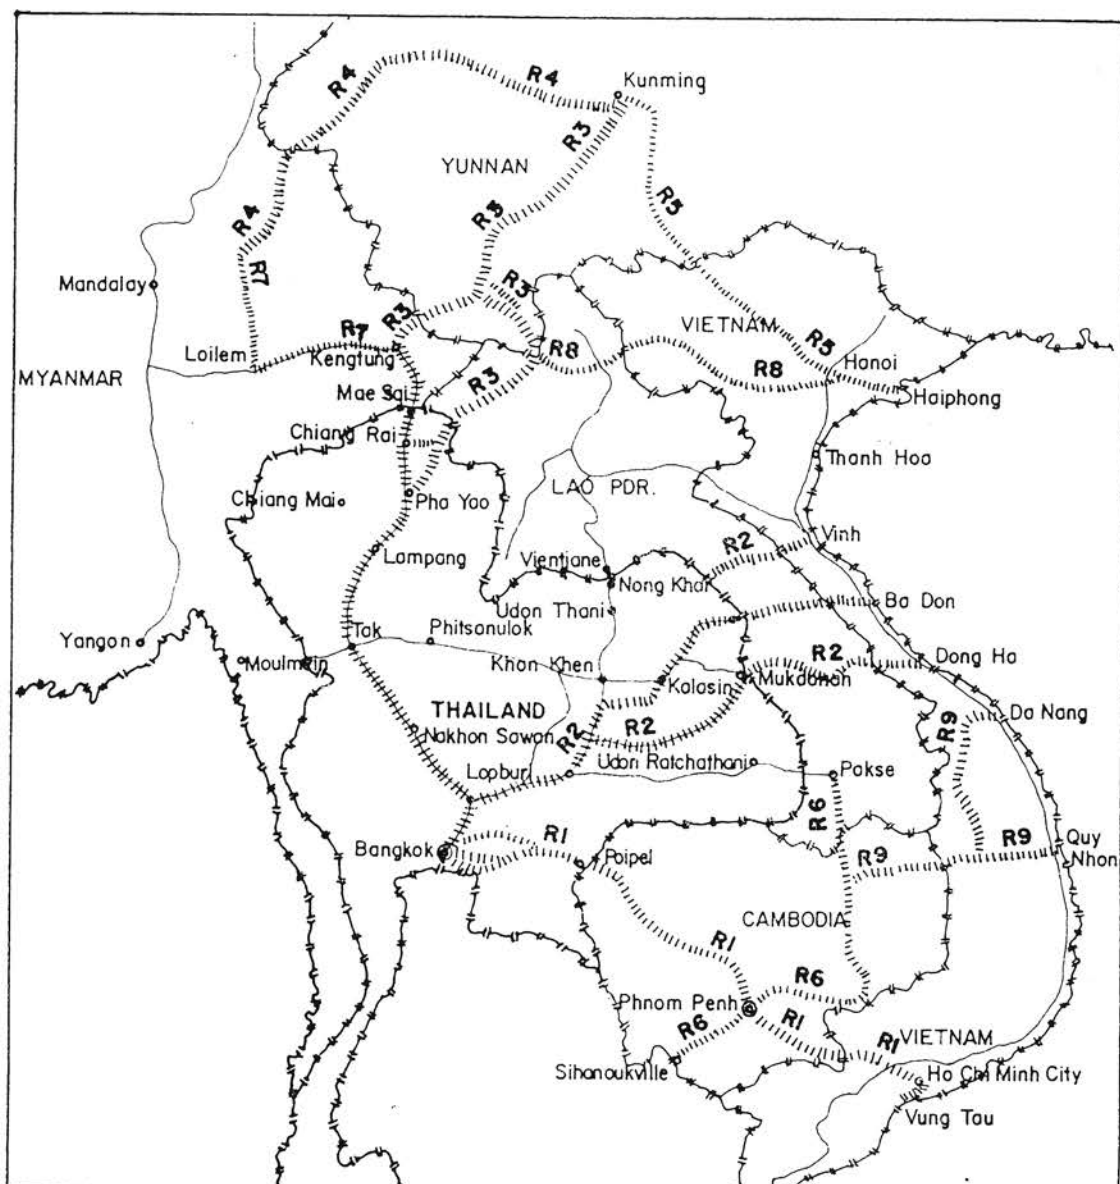 R4
R4
Kunming
R3
YUNNAN
R4
R3
R5
R7
R3
Mandalay
R3
VIETNAM
R7
R5
Loilem
Kengtung
R8
Hanoi
MYANMAR
R3
R8
Haiphong
Mae Sai
Chiang Rai
Thanh Hoa
Chiang Mai
Pha Yao
LAO PDR.
Lampang
R2
Vinh
Vientiane
Nong Khai
Udon Thani
Ba Don
Yangon
Tak
Phitsanulok
Moulmein
Khon Khen
R2
Dong Ha
Kalasin
Mukdahan
THAILAND
Da Nang
Nakhon Sawan
R2
R2
R9
Lopburi
Udon Ratchathani
Pakse
R6
Bangkok
R1
Poipel
Quy
Nhon
R9
R9
CAMBODIA
R1
R6
Phnom Penh
R6
R1
R1
VIETNAM
Sihanoukville
Ho Chi Minh City
Vung Tau